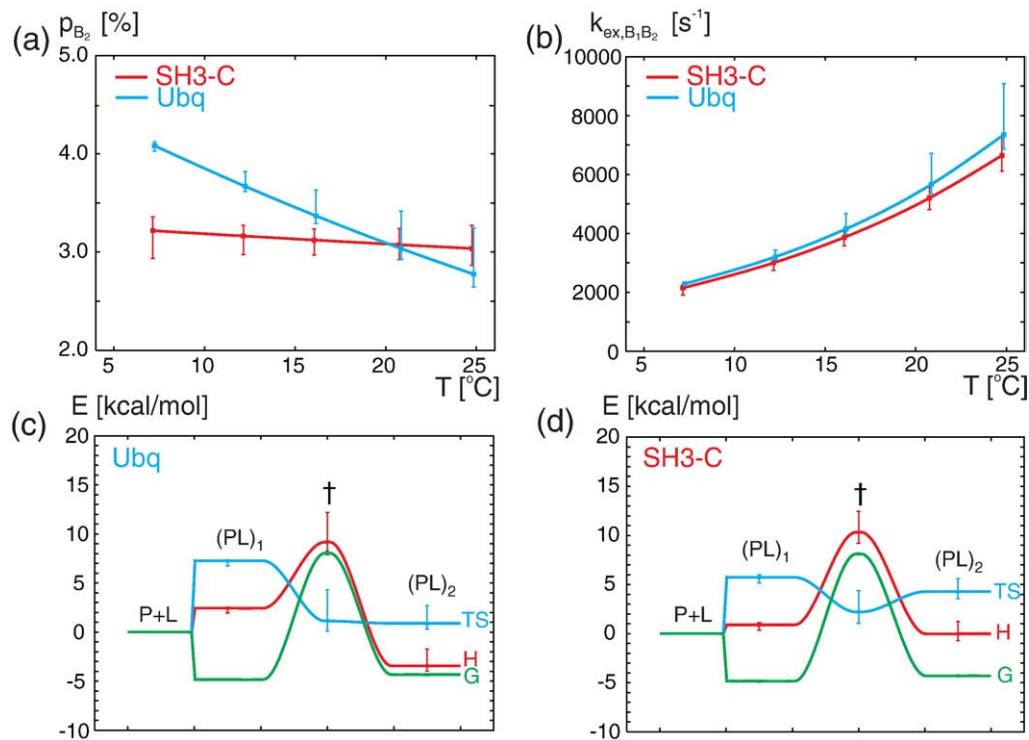 (a) p_B₂ [%]
5.0
4.0
3.0
2.0
SH3-C
Ubq
5 10 15 20 25
T [°C]
(b) k_ex,B₁B₂ [s⁻¹]
10000
8000
6000
4000
2000
0
SH3-C
Ubq
5 10 15 20 25
T [°C]
E [kcal/mol]
(c)
20
15
10
5
0
-5
-10
Ubq
†
(PL)₁
P+L
(PL)₂
TS
H
G
E [kcal/mol]
(d)
20
15
10
5
0
-5
-10
SH3-C
†
(PL)₁
(PL)₂
P+L
TS
H
G